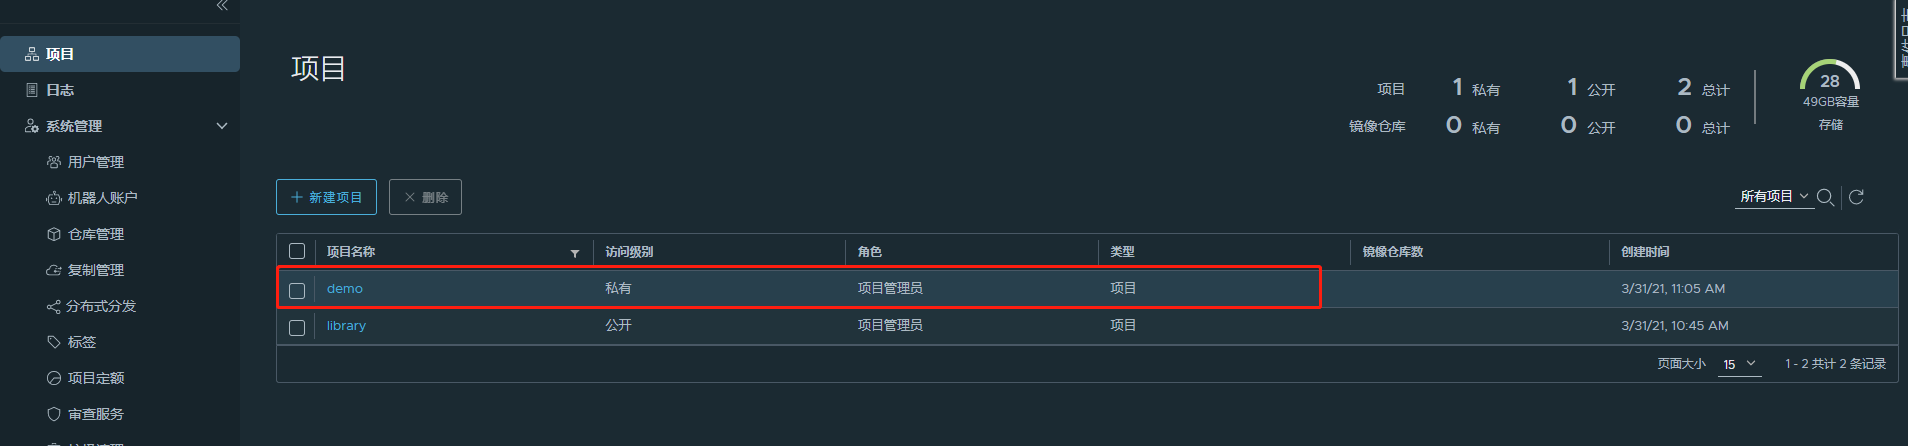 项目
日志
系统管理
用户管理
机器人账户
仓库管理
复制管理
分布式分发
标签
项目定额
审查服务
项目
项目 1 私有 1 公开 2 总计
镜像仓库 0 私有 0 公开 0 总计
28
49GB容量
存储
新建项目 删除
所有项目
项目名称 访问级别 角色 类型 镜像仓库数 创建时间
demo 私有 项目管理员 项目 3/31/21, 11:05 AM
library 公开 项目管理员 项目 3/31/21, 10:45 AM
页面大小 15 1 - 2 共计 2 条记录